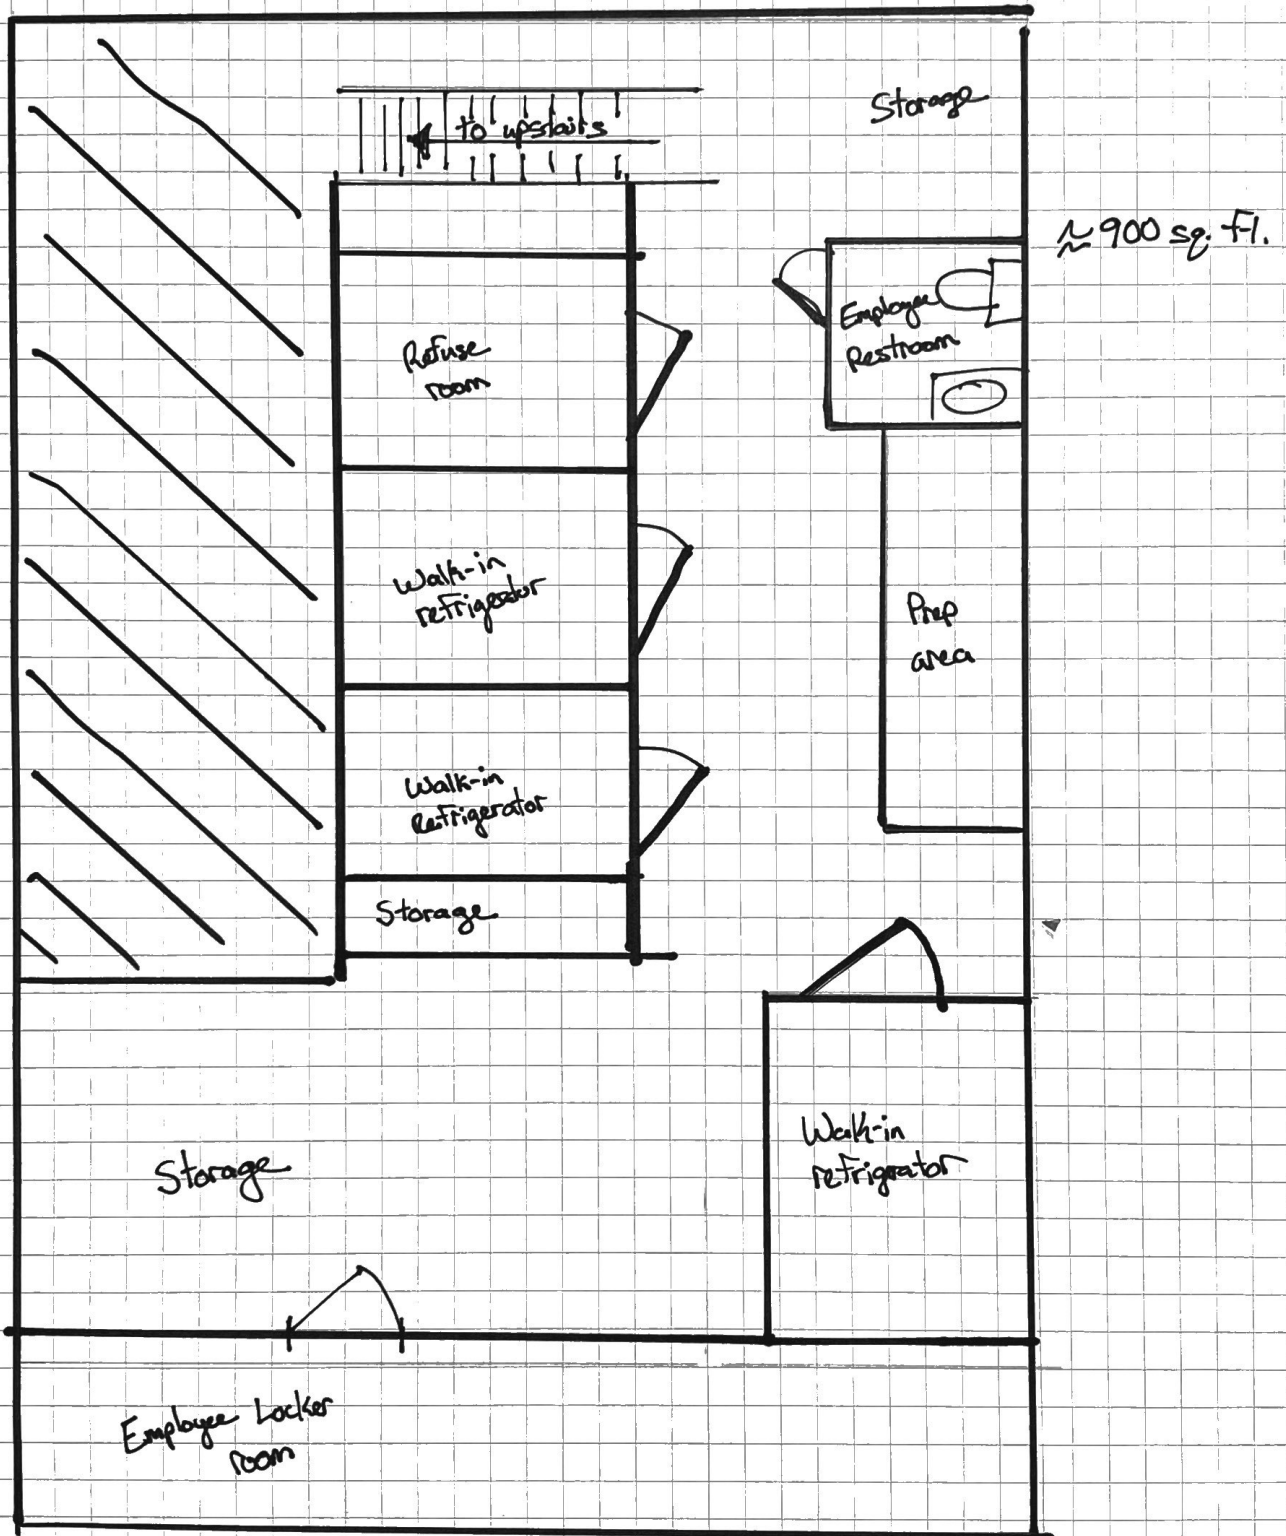 to upstairs
Storage
≈ 900 sq. ft.
Employee
Restroom
Refuse
room
Walk-in
refrigerator
Prep
area
Walk-in
refrigerator
Storage
Walk-in
refrigerator
Storage
Employee Locker
room